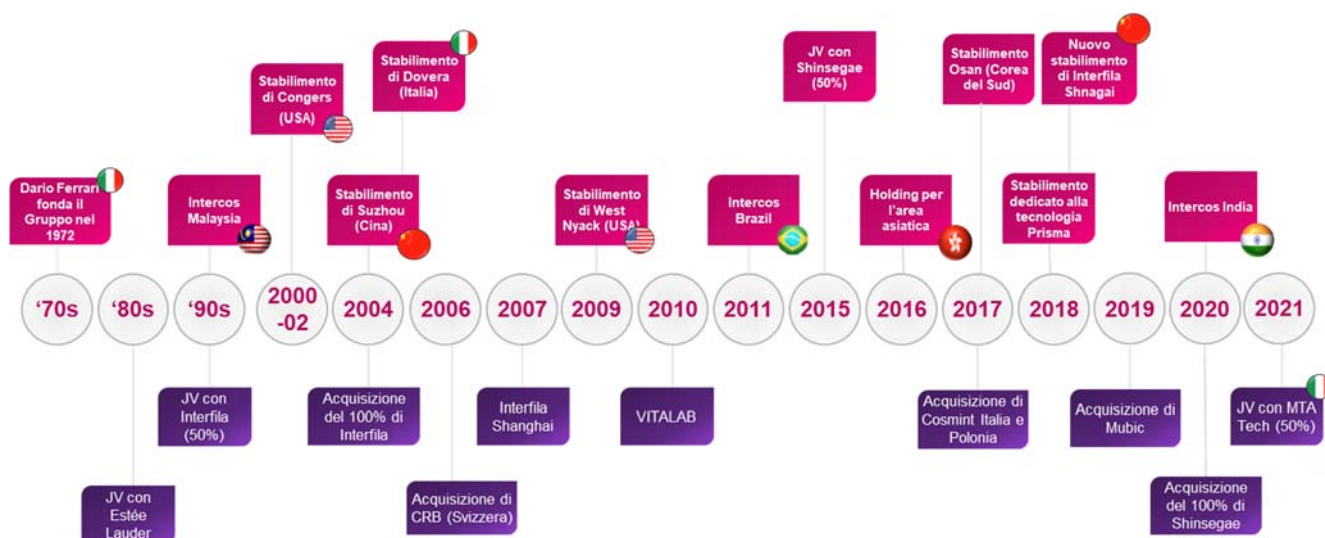 JV con
Shinsegae
(50%)
Stabilimento
Osan (Corea
del Sud)
Nuovo
stabilimento
di Interfila
Shnagai
Stabilimento
di Dovera
(Italia)
Stabilimento
di Congers
(USA)
Dario Ferrari
fonda il
Gruppo nel
1972
Intercos
Malaysia
Stabilimento
di Suzhou
(Cina)
Stabilimento
di West
Nyack (USA)
Intercos
Brazil
Holding per
l'area
asiatica
Stabilimento
dedicato alla
tecnologia
Prisma
Intercos India
‘70s
‘80s
‘90s
2000
-02
2004
2006
2007
2009
2010
2011
2015
2016
2017
2018
2019
2020
2021
JV con
Interfila
(50%)
Acquisizione
del 100% di
Interfila
Interfila
Shanghai
VITALAB
Acquisizione di
Cosmint Italia e
Polonia
Acquisizione di
Mubic
JV con MTA
Tech (50%)
JV con
Estée
Lauder
Acquisizione di
CRB (Svizzera)
Acquisizione
del 100% di
Shinsegae